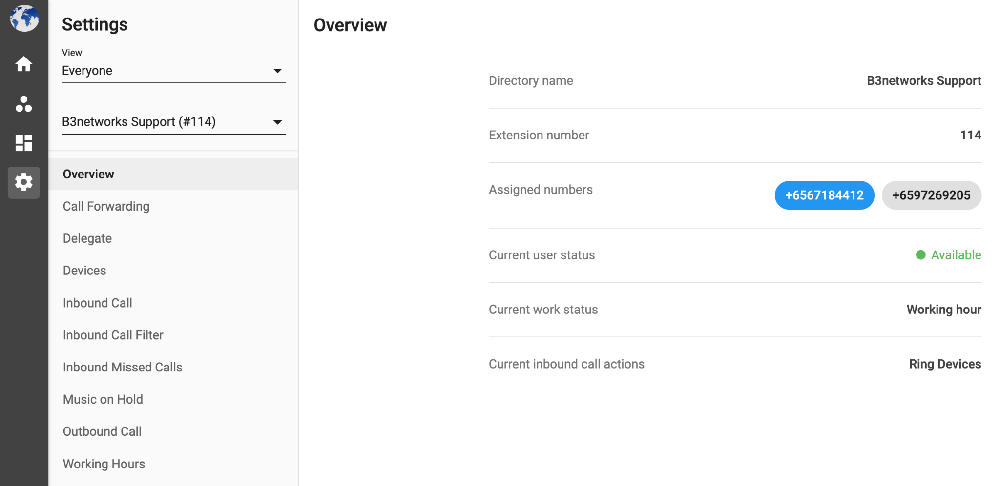 Settings
View
Everyone
B3networks Support (#114)
Overview
Call Forwarding
Delegate
Devices
Inbound Call
Inbound Call Filter
Inbound Missed Calls
Music on Hold
Outbound Call
Working Hours
Overview
Directory name B3networks Support
Extension number 114
Assigned numbers +6567184412 +6597269205
Current user status Available
Current work status Working hour
Current inbound call actions Ring Devices